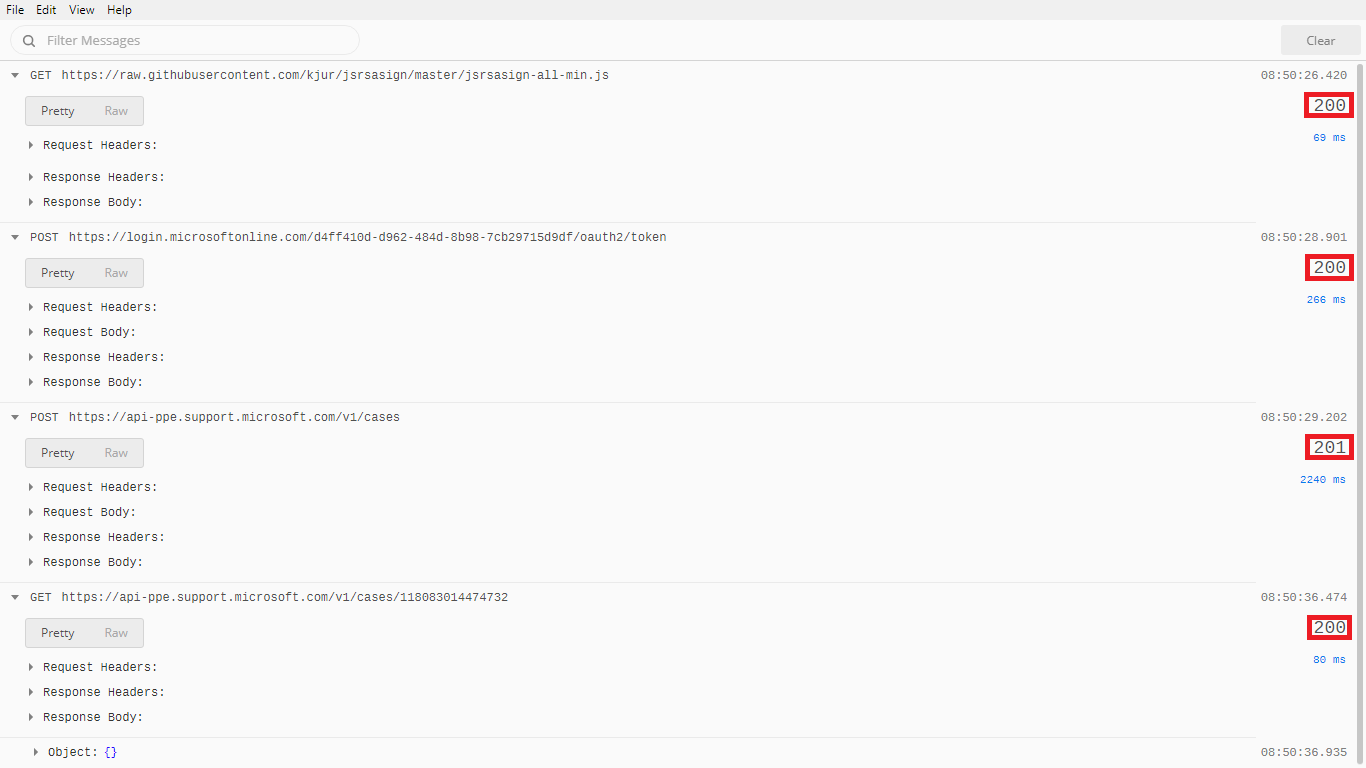 File Edit View Help
Filter Messages Clear
GET https://raw.githubusercontent.com/kjur/jsrsasign/master/jsrsasign-all-min.js 08:50:26.420
Pretty Raw 200
69 ms
Request Headers:
Response Headers:
Response Body:
POST https://login.microsoftonline.com/d4ff410d-d962-484d-8b98-7cb29715d9df/oauth2/token 08:50:28.901
Pretty Raw 200
266 ms
Request Headers:
Request Body:
Response Headers:
Response Body:
POST https://api-ppe.support.microsoft.com/v1/cases 08:50:29.202
Pretty Raw 201
2240 ms
Request Headers:
Request Body:
Response Headers:
Response Body:
GET https://api-ppe.support.microsoft.com/v1/cases/118083014474732 08:50:36.474
Pretty Raw 200
80 ms
Request Headers:
Response Headers:
Response Body:
Object: {} 08:50:36.935